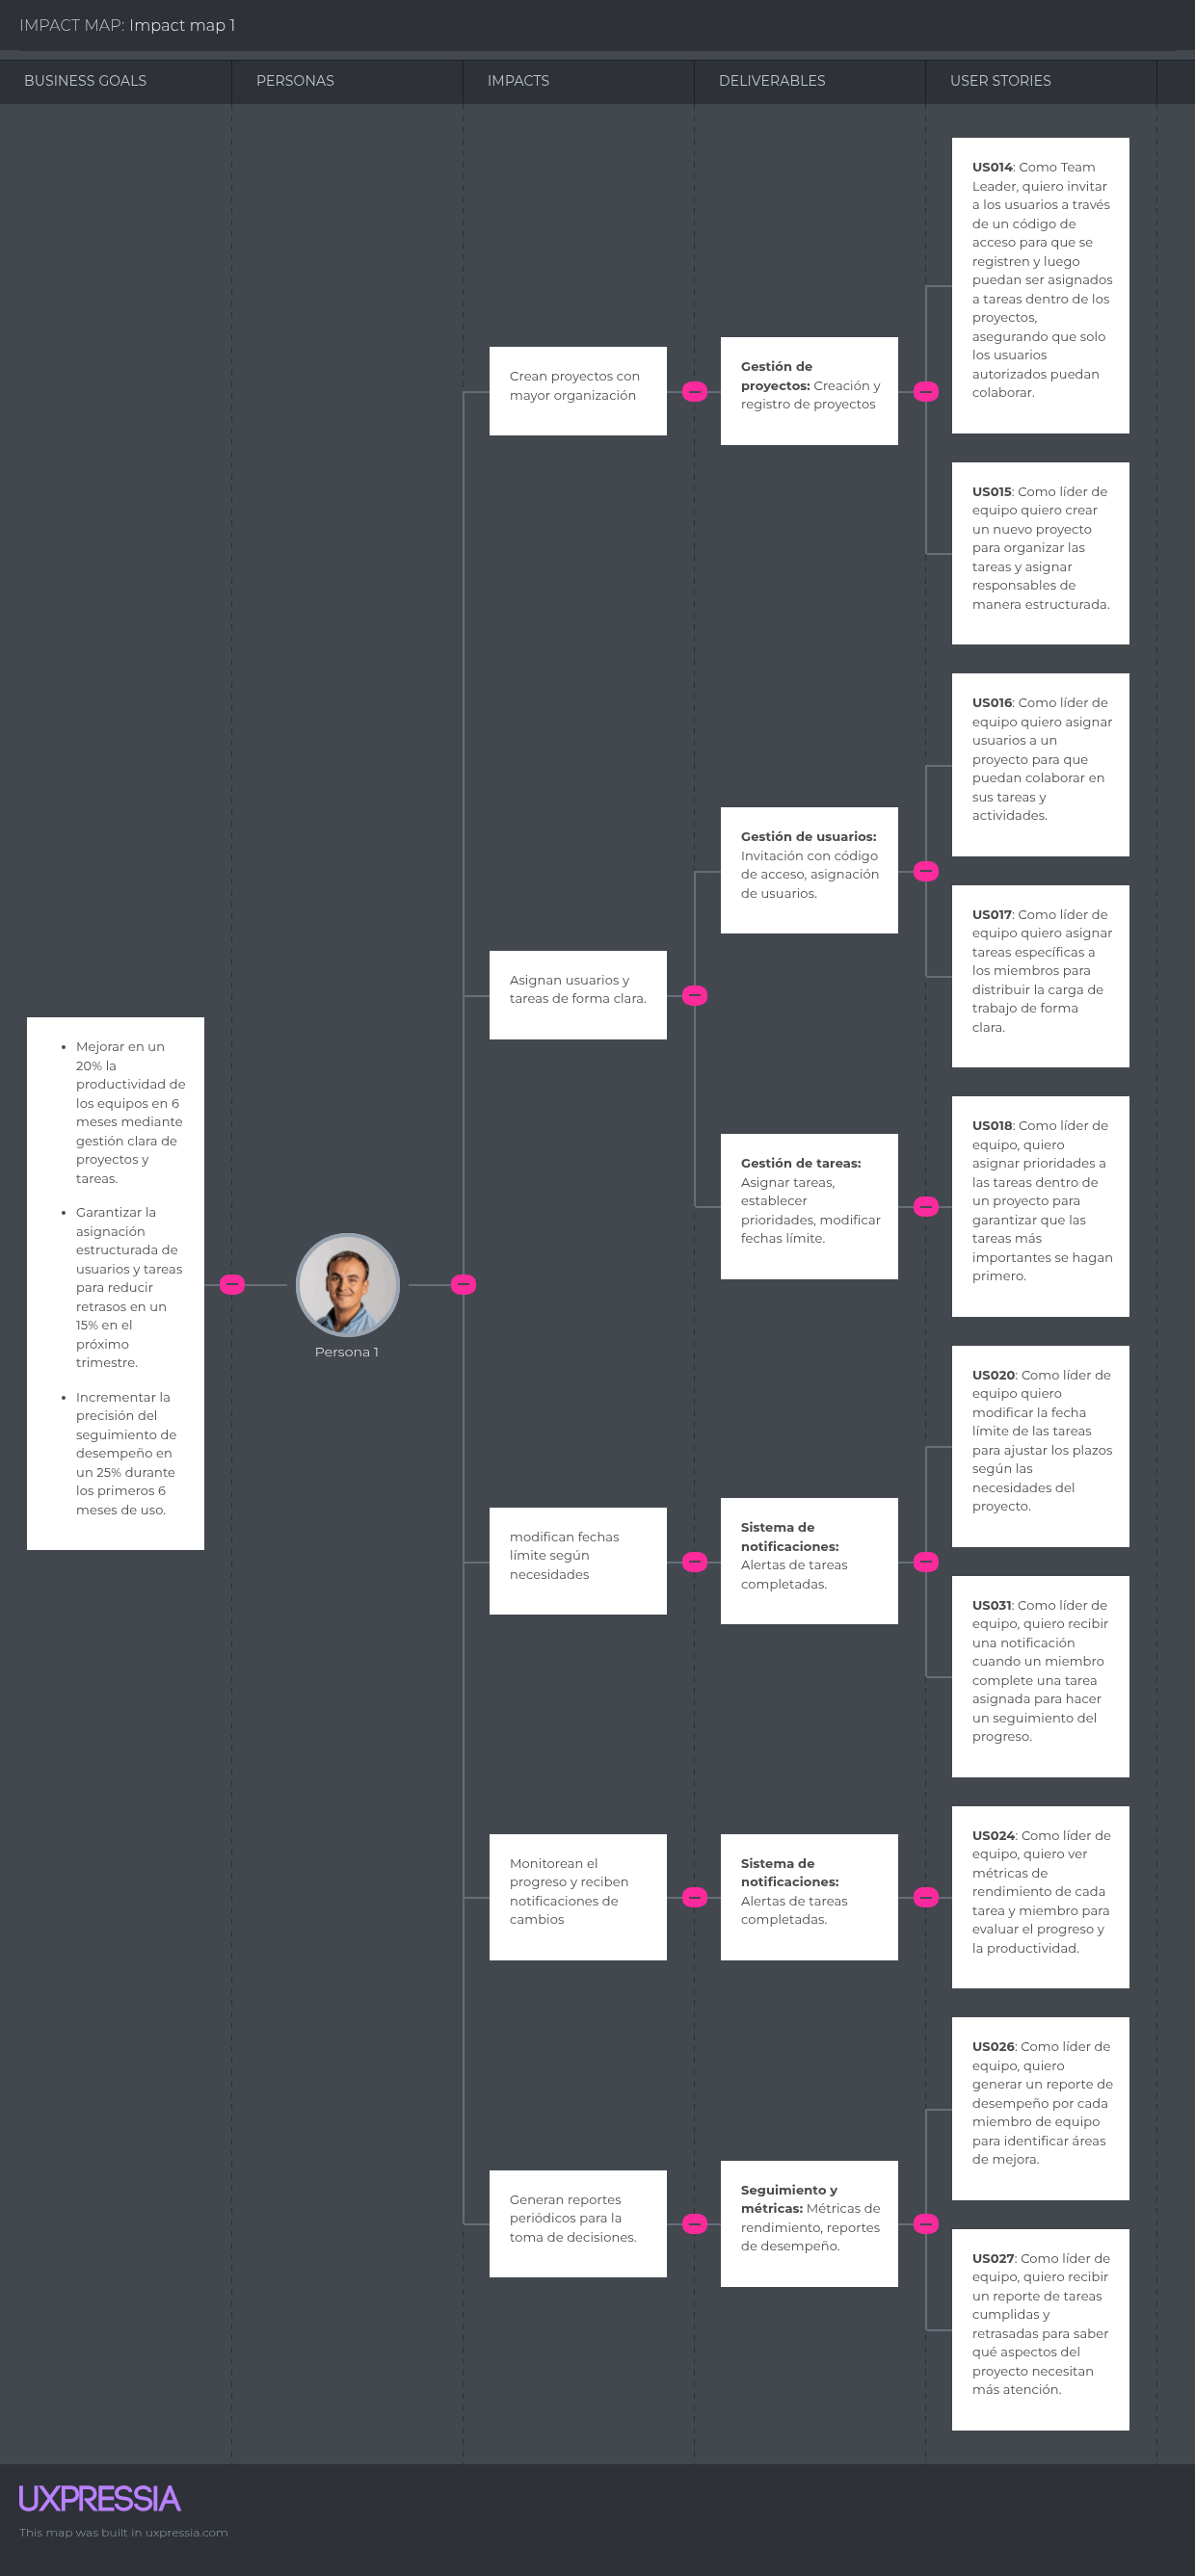 IMPACT MAP: Impact map 1
BUSINESS GOALS
PERSONAS
IMPACTS
DELIVERABLES
USER STORIES
• Mejorar en un
20% la
productividad de
los equipos en 6
meses mediante
gestión clara de
proyectos y
tareas.
• Garantizar la
asignación
estructurada de
usuarios y tareas
para reducir
retrasos en un
15% en el
próximo
trimestre.
• Incrementar la
precisión del
seguimiento de
desempeño en
un 25% durante
los primeros 6
meses de uso.
Persona 1
Crean proyectos con
mayor organización
Gestión de
proyectos: Creación y
registro de proyectos
US014: Como Team
Leader, quiero invitar
a los usuarios a través
de un código de
acceso para que se
registren y luego
puedan ser asignados
a tareas dentro de los
proyectos,
asegurando que solo
los usuarios
autorizados puedan
colaborar.
US015: Como líder de
equipo quiero crear
un nuevo proyecto
para organizar las
tareas y asignar
responsables de
manera estructurada.
Asignan usuarios y
tareas de forma clara.
Gestión de usuarios:
Invitación con código
de acceso, asignación
de usuarios.
US016: Como líder de
equipo quiero asignar
usuarios a un
proyecto para que
puedan colaborar en
sus tareas y
actividades.
US017: Como líder de
equipo quiero asignar
tareas específicas a
los miembros para
distribuir la carga de
trabajo de forma
clara.
Gestión de tareas:
Asignar tareas,
establecer
prioridades, modificar
fechas límite.
US018: Como líder de
equipo, quiero
asignar prioridades a
las tareas dentro de
un proyecto para
garantizar que las
tareas más
importantes se hagan
primero.
modifican fechas
límite según
necesidades
Sistema de
notificaciones:
Alertas de tareas
completadas.
US020: Como líder de
equipo quiero
modificar la fecha
límite de las tareas
para ajustar los plazos
según las
necesidades del
proyecto.
US031: Como líder de
equipo, quiero recibir
una notificación
cuando un miembro
complete una tarea
asignada para hacer
un seguimiento del
progreso.
Monitorean el
progreso y reciben
notificaciones de
cambios
Sistema de
notificaciones:
Alertas de tareas
completadas.
US024: Como líder de
equipo, quiero ver
métricas de
rendimiento de cada
tarea y miembro para
evaluar el progreso y
la productividad.
Generan reportes
periódicos para la
toma de decisiones.
Seguimiento y
métricas: Métricas de
rendimiento, reportes
de desempeño.
US026: Como líder de
equipo, quiero
generar un reporte de
desempeño por cada
miembro de equipo
para identificar áreas
de mejora.
US027: Como líder de
equipo, quiero recibir
un reporte de tareas
cumplidas y
retrasadas para saber
qué aspectos del
proyecto necesitan
más atención.
UXPRESSIA
This map was built in uxpressia.com